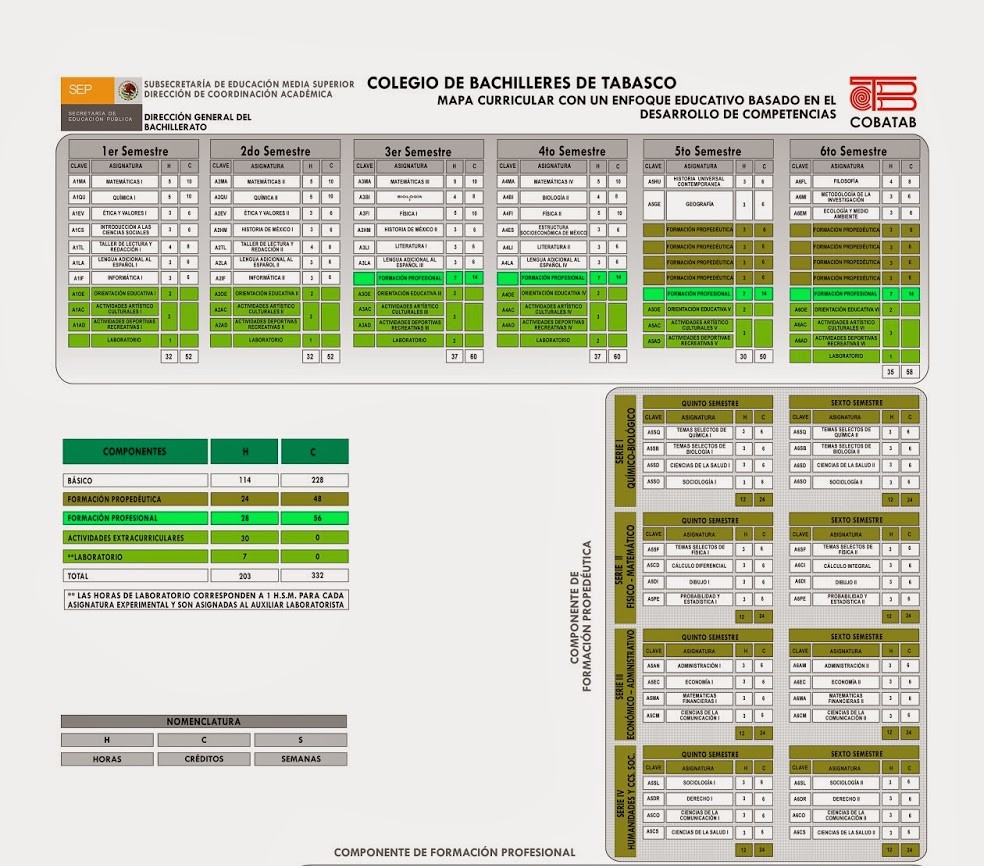 SEP
SECRETARÍA DE
EDUCACIÓN PÚBLICA
SUBSECRETARÍA DE EDUCACIÓN MEDIA SUPERIOR
DIRECCIÓN DE COORDINACIÓN ACADÉMICA
DIRECCIÓN GENERAL DEL
BACHILLERATO
COLEGIO DE BACHILLERES DE TABASCO
MAPA CURRICULAR CON UN ENFOQUE EDUCATIVO BASADO EN EL
DESARROLLO DE COMPETENCIAS
COBATAB
1er Semestre
CLAVE ASIGNATURA H C
A1MA MATEMÁTICAS I 5 10
A1QU QUÍMICA I 5 10
A1EV ÉTICA Y VALORES I 3 6
A1CS INTRODUCCIÓN A LAS
CIENCIAS SOCIALES 3 6
A1TL TALLER DE LECTURA Y
REDACCIÓN I 4 8
A1LA LENGUA ADICIONAL AL
ESPAÑOL I 3 6
A1IF INFORMÁTICA I 3 6
A1OE ORIENTACIÓN EDUCATIVA I 2
A1AC ACTIVIDADES ARTÍSTICO
CULTURALES I
A1AD ACTIVIDADES DEPORTIVAS
RECREATIVAS I
LABORATORIO 1
32 52
2do Semestre
CLAVE ASIGNATURA H C
A2MA MATEMÁTICAS II 5 10
A2QU QUÍMICA II 5 10
A2EV ÉTICA Y VALORES II 3 6
A2HM HISTORIA DE MÉXICO I 3 6
A2TL TALLER DE LECTURA Y
REDACCIÓN II 4 8
A2LA LENGUA ADICIONAL AL
ESPAÑOL II 3 6
A2IF INFORMÁTICA II 3 6
A2OE ORIENTACIÓN EDUCATIVA II 2
A2AC ACTIVIDADES ARTÍSTICO
CULTURALES II
A2AD ACTIVIDADES DEPORTIVAS
RECREATIVAS II
LABORATORIO 1
32 52
3er Semestre
CLAVE ASIGNATURA H C
A3MA MATEMÁTICAS III 5 10
A3BI BIOLOGÍA 4 8
A3FI FÍSICA I 5
A3HM HISTORIA DE MÉXICO II 3 6
A3LI LITERATURA I 3 6
A3LA LENGUA ADICIONAL AL
ESPAÑOL III 3 6
FORMACIÓN PROFESIONAL 7 14
A3OE ORIENTACIÓN EDUCATIVA III 2
A3AC ACTIVIDADES ARTÍSTICO
CULTURALES III
3
A3AD ACTIVIDADES DEPORTIVAS
RECREATIVAS III
LABORATORIO 2
37 60
4to Semestre
CLAVE ASIGNATURA H C
A4MA MATEMÁTICAS IV 5 10
A4BI BIOLOGÍA II 4 8
A4FI FÍSICA II 5
A4ES ESTRUCTURA
SOCIOECONÓMICA DE MÉXICO 3 6
A4LI LITERATURA II 3 6
A4LA LENGUA ADICIONAL AL
ESPAÑOL IV 3 6
FORMACIÓN PROFESIONAL 7 14
A4OE ORIENTACIÓN EDUCATIVA IV 2
A4AC ACTIVIDADES ARTÍSTICO
CULTURALES IV
3
A4AD ACTIVIDADES DEPORTIVAS
RECREATIVAS IV
LABORATORIO 2
37 60
5to Semestre
CLAVE ASIGNATURA H C
A5HU HISTORIA UNIVERSAL
CONTEMPORANEA 3 6
A5GE GEOGRAFÍA 3 6
FORMACIÓN PROPEDÉUTICA 3 6
FORMACIÓN PROPEDÉUTICA 3 6
FORMACIÓN PROPEDÉUTICA 3 6
FORMACIÓN PROPEDÉUTICA 3 6
FORMACIÓN PROFESIONAL 7 14
A5OE ORIENTACIÓN EDUCATIVA V 2
A5AC ACTIVIDADES ARTÍSTICO
CULTURALES V
3
A5AD ACTIVIDADES DEPORTIVAS
RECREATIVAS V
30 50
6to Semestre
CLAVE ASIGNATURA H C
A6FL FILOSOFÍA 4 8
A6MI METODOLOGÍA DE LA
INVESTIGACIÓN 3 6
A6EM ECOLOGÍA Y MEDIO
AMBIENTE 3 6
FORMACIÓN PROPEDÉUTICA 3 6
FORMACIÓN PROPEDÉUTICA 3 6
FORMACIÓN PROPEDÉUTICA 3 6
FORMACIÓN PROPEDÉUTICA 3 6
FORMACIÓN PROFESIONAL 7 14
A6OE ORIENTACIÓN EDUCATIVA VI 2
A6AC ACTIVIDADES ARTÍSTICO
CULTURALES VI
3
A6AD ACTIVIDADES DEPORTIVAS
RECREATIVAS VI
LABORATORIO 1
35 58
COMPONENTES H C
BÁSICO 114 228
FORMACIÓN PROPEDÉUTICA 24 48
FORMACIÓN PROFESIONAL 28 56
ACTIVIDADES EXTRACURRICULARES 30 0
**LABORATORIO 7 0
TOTAL 203 332
** LAS HORAS DE LABORATORIO CORRESPONDEN A 1 H.S.M. PARA CADA
ASIGNATURA EXPERIMENTAL Y SON ASIGNADAS AL AUXILIAR LABORATORISTA
NOMENCLATURA
H C S
HORAS CRÉDITOS SEMANAS
COMPONENTE DE
FORMACIÓN PROPEDÉUTICA
SERIE I
QUÍMICO-BIOLÓGICO
QUINTO SEMESTRE
CLAVE ASIGNATURA H C
A5SQ TEMAS SELECTOS DE
QUÍMICA I 3 6
A5SB TEMAS SELECTOS DE
BIOLOGÍA I 3 6
A5SD CIENCIAS DE LA SALUD I 3 6
A5SO SOCIOLOGÍA I 3 6
12 24
SEXTO SEMESTRE
CLAVE ASIGNATURA H C
A6SQ TEMAS SELECTOS DE
QUÍMICA II 3 6
A6SB TEMAS SELECTOS DE
BIOLOGÍA II 3 6
A6SD CIENCIAS DE LA SALUD II 3 6
A6SO SOCIOLOGÍA II 3 6
12 24
SERIE II
FISICO - MATEMÁTICO
QUINTO SEMESTRE
CLAVE ASIGNATURA H C
A5SF TEMAS SELECTOS DE
FÍSICA I 3 6
A5CD CÁLCULO DIFERENCIAL 3 6
A5DI DIBUJO I 3 6
A5PE PROBABILIDAD Y
ESTADÍSTICA I 3 6
12 24
SEXTO SEMESTRE
CLAVE ASIGNATURA H C
A6SF TEMAS SELECTOS DE
FÍSICA II 3 6
A6CI CÁLCULO INTEGRAL 3 6
A6DI DIBUJO II 3 6
A6PE PROBABILIDAD Y
ESTADÍSTICA II 3 6
12 24
SERIE III
ECONÓMICO – ADMINISTRATIVO
QUINTO SEMESTRE
CLAVE ASIGNATURA H C
A5AN ADMINISTRACIÓN I 3 6
A5EC ECONOMÍA I 3 6
A5MA MATEMÁTICAS
FINANCIERAS I 3 6
A5CM CIENCIAS DE LA
COMUNICACIÓN I 3 6
12 24
SEXTO SEMESTRE
CLAVE ASIGNATURA H C
ADMINISTRACIÓN II 3 6
A6EC ECONOMÍA II 3 6
A6MA MATEMÁTICAS
FINANCIERAS II 3 6
A6CM CIENCIAS DE LA
COMUNICACIÓN II 3 6
12 24
SERIE IV
HUMANIDADES Y CCS. SOC.
QUINTO SEMESTRE
CLAVE ASIGNATURA H C
A5SL SOCIOLOGÍA I 3 6
A5DR DERECHO I 3 6
A5CO CIENCIAS DE LA
COMUNICACIÓN I 3 6
A5CS CIENCIAS DE LA SALUD I 3 6
12 24
SEXTO SEMESTRE
CLAVE ASIGNATURA H C
A6SL SOCIOLOGÍA II 3 6
A6DR DERECHO II 3 6
A6CO CIENCIAS DE LA
COMUNICACIÓN II 3 6
A6CS CIENCIAS DE LA SALUD II 3 6
12 24
COMPONENTE DE FORMACIÓN PROFESIONAL